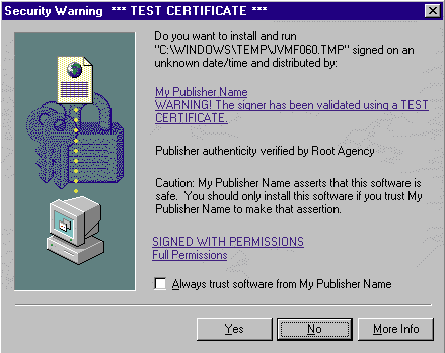 Security Warning *** TEST CERTIFICATE ***
Do you want to install and run
"C:\WINDOWS\TEMP\JVMF060.TMP" signed on an
unknown date/time and distributed by:
My Publisher Name
WARNING! The signer has been validated using a TEST
CERTIFICATE.
Publisher authenticity verified by Root Agency
Caution: My Publisher Name asserts that this software is
safe. You should only install this software if you trust My
Publisher Name to make that assertion.
SIGNED WITH PERMISSIONS
Full Permissions
Always trust software from My Publisher Name
Yes No More Info